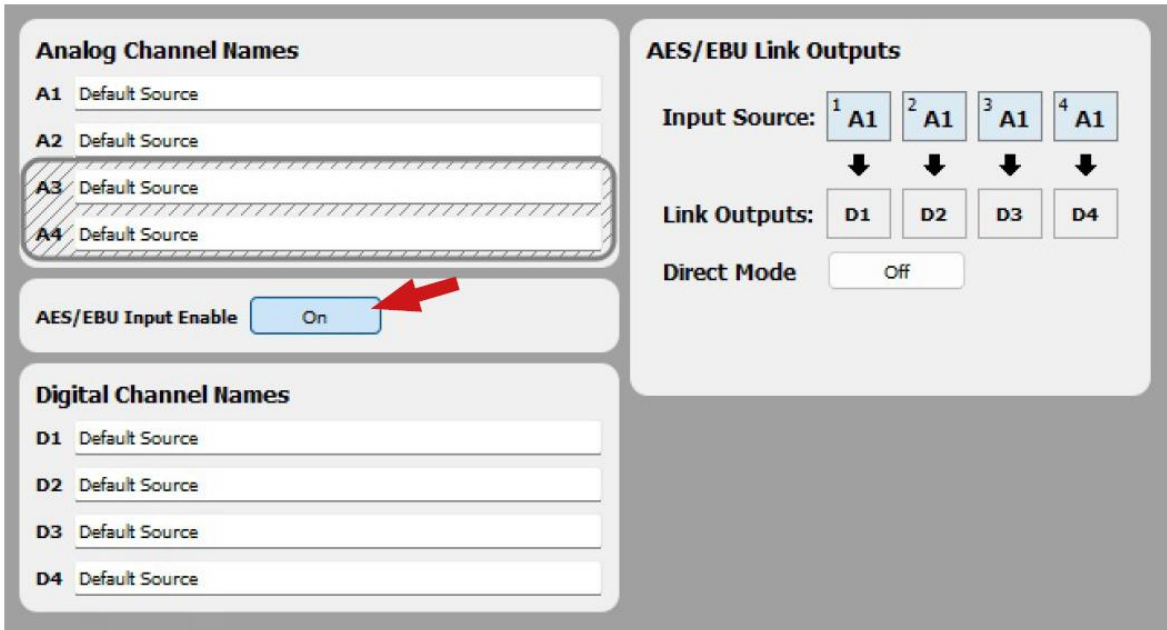 Analog Channel Names
A1 Default Source
A2 Default Source
A3 Default Source
A4 Default Source
AES/EBU Input Enable On
Digital Channel Names
D1 Default Source
D2 Default Source
D3 Default Source
D4 Default Source
AES/EBU Link Outputs
Input Source: 1 A1 2 A1 3 A1 4 A1
Link Outputs: D1 D2 D3 D4
Direct Mode Off